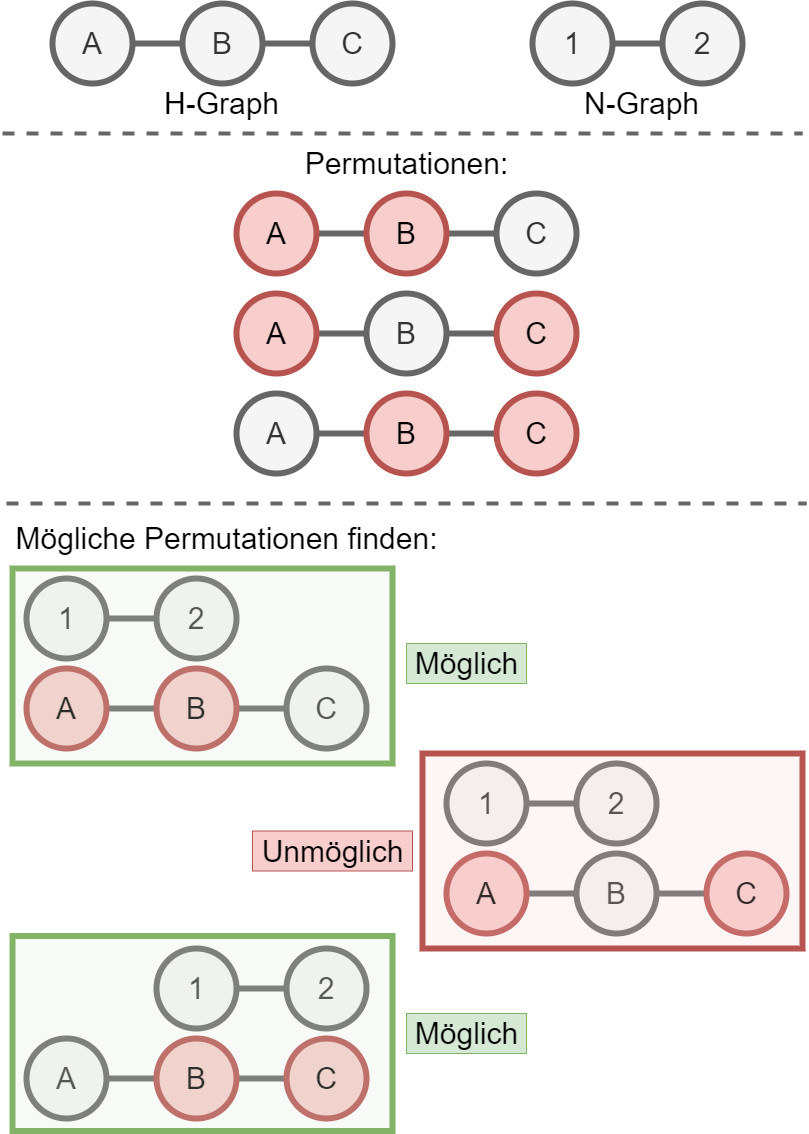 A B C 1 2
H-Graph N-Graph
Permutationen:
A B C
A B C
A B C
Mögliche Permutationen finden:
1 2
Möglich
A B C
1 2
Unmöglich
A B C
1 2
Möglich
A B C